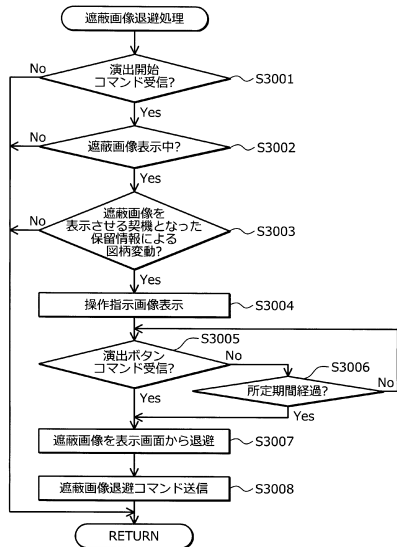 遮蔽画像退避処理
演出開始
コマンド受信?
S3001
No
Yes
遮蔽画像表示中?
S3002
No
Yes
遮蔽画像を
表示させる契機となった
保留情報による
図柄変動?
S3003
No
Yes
操作指示画像表示
S3004
演出ボタン
コマンド受信?
S3005
No
Yes
所定期間経過?
S3006
No
Yes
遮蔽画像を表示画面から退避
S3007
遮蔽画像退避コマンド送信
S3008
RETURN